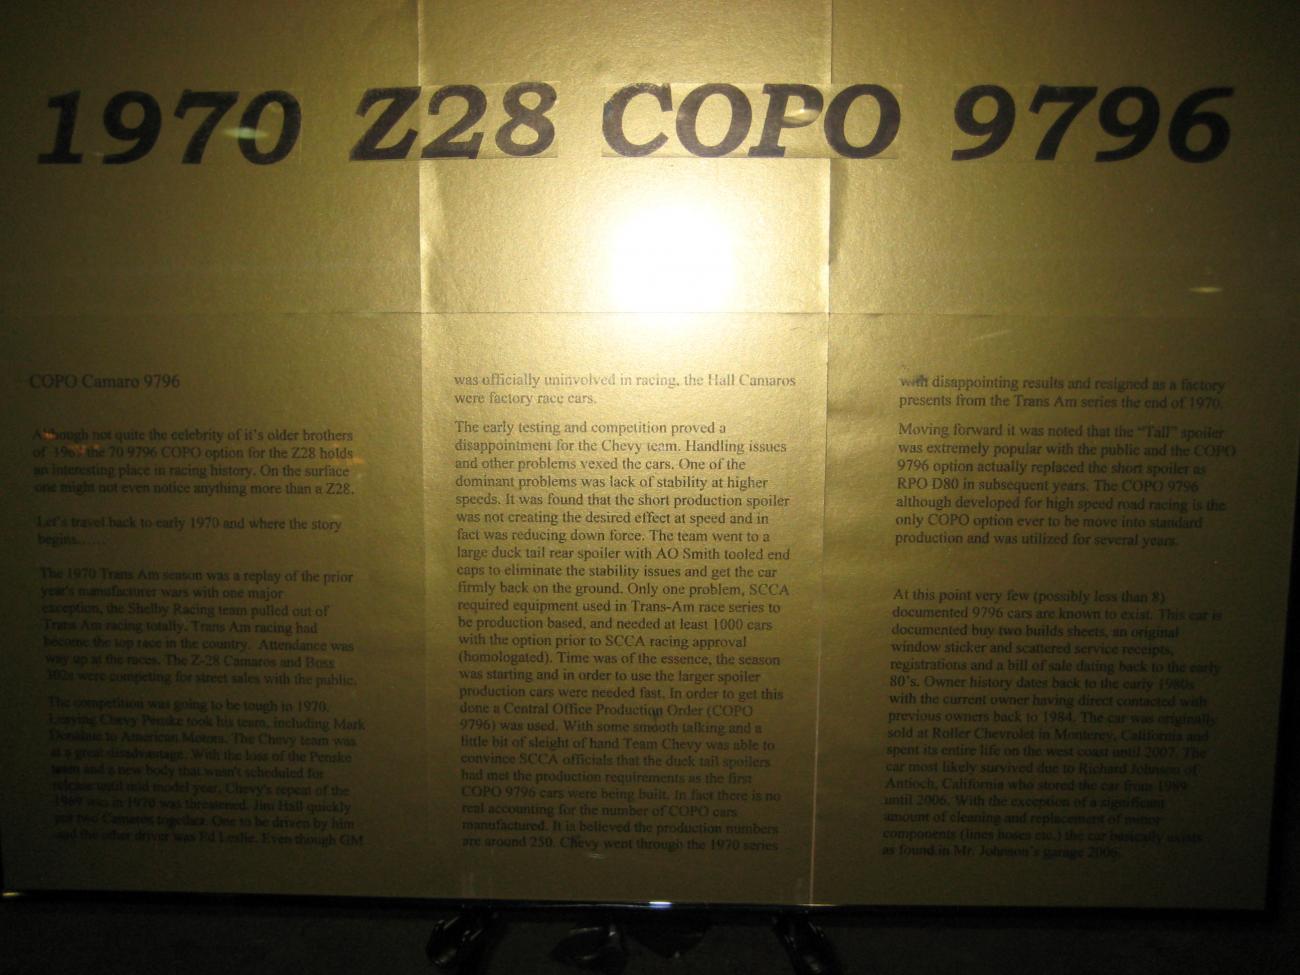 1970 Z28 COPO 9796
COPO Camaro 9796
Although not quite the celebrity of it's older brothers
of 1969 the 70 9796 COPO option for the Z28 holds
an interesting place in racing history. On the surface
one might not even notice anything more than a Z28.
Let's travel back to early 1970 and where the story
begins……
The 1970 Trans Am season was a replay of the prior
year's manufacturer wars with one major
exception, the Shelby Racing team pulled out of
Trans Am racing totally. Trans Am racing had
become the top race in the country. Attendance was
way up at the races. The Z-28 Camaros and Boss
302s were competing for street sales with the public.
The competition was going to be tough in 1970.
Leaving Chevy Penske took his team, including Mark
Donahue to American Motors. The Chevy team was
at a great disadvantage. With the loss of the Penske
team and a new body that wasn't scheduled for
release until mid model year, Chevy's repeat of the
1969 win in 1970 was threatened. Jim Hall quickly
put two Camaros together. One to be driven by him
and the other driver was Ed Leslie. Even though GM
was officially uninvolved in racing, the Hall Camaros
were factory race cars.
The early testing and competition proved a
disappointment for the Chevy team. Handling issues
and other problems vexed the cars. One of the
dominant problems was lack of stability at higher
speeds. It was found that the short production spoiler
was not creating the desired effect at speed and in
fact was reducing down force. The team went to a
large duck tail rear spoiler with AO Smith tooled end
caps to eliminate the stability issues and get the car
firmly back on the ground. Only one problem, SCCA
required equipment used in Trans-Am race series to
be production based, and needed at least 1000 cars
with the option prior to SCCA racing approval
(homologated). Time was of the essence, the season
was starting and in order to use the larger spoiler
production cars were needed fast. In order to get this
done a Central Office Production Order (COPO
9796) was used. With some smooth talking and a
little bit of sleight of hand Team Chevy was able to
convince SCCA officials that the duck tail spoilers
had met the production requirements as the first
COPO 9796 cars were being built. In fact there is no
real accounting for the number of COPO cars
manufactured. It is believed the production numbers
are around 250. Chevy went through the 1970 series
with disappointing results and resigned as a factory
presents from the Trans Am series the end of 1970.
Moving forward it was noted that the "Tall" spoiler
was extremely popular with the public and the COPO
9796 option actually replaced the short spoiler as
RPO D80 in subsequent years. The COPO 9796
although developed for high speed road racing is the
only COPO option ever to be move into standard
production and was utilized for several years.
At this point very few (possibly less than 8)
documented 9796 cars are known to exist. This car is
documented buy two builds sheets, an original
window sticker and scattered service receipts,
registrations and a bill of sale dating back to the early
80's. Owner history dates back to the early 1980s
with the current owner having direct contacted with
previous owners back to 1984. The car was originally
sold at Roller Chevrolet in Monterey, California and
spent its entire life on the west coast until 2007. The
car most likely survived due to Richard Johnson of
Antioch, California who stored the car from 1989
until 2006. With the exception of a significant
amount of cleaning and replacement of minor
components (lines hoses etc.) the car basically exists
as found in Mr. Johnson's garage 2006.